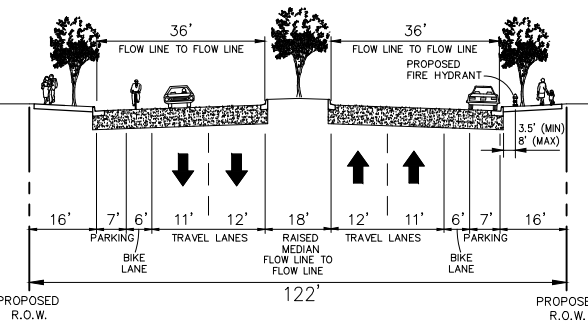 36' 36'
FLOW LINE TO FLOW LINE FLOW LINE TO FLOW LINE
PROPOSED
FIRE HYDRANT
3.5' (MIN)
8' (MAX)
16' 7' 6' 11' 12' 18' 12' 11' 6' 7' 16'
PARKING TRAVEL LANES RAISED TRAVEL LANES PARKING
MEDIAN
BIKE FLOW LINE TO BIKE
LANE FLOW LINE LANE
122'
PROPOSED PROPOSED
R.O.W. R.O.W.